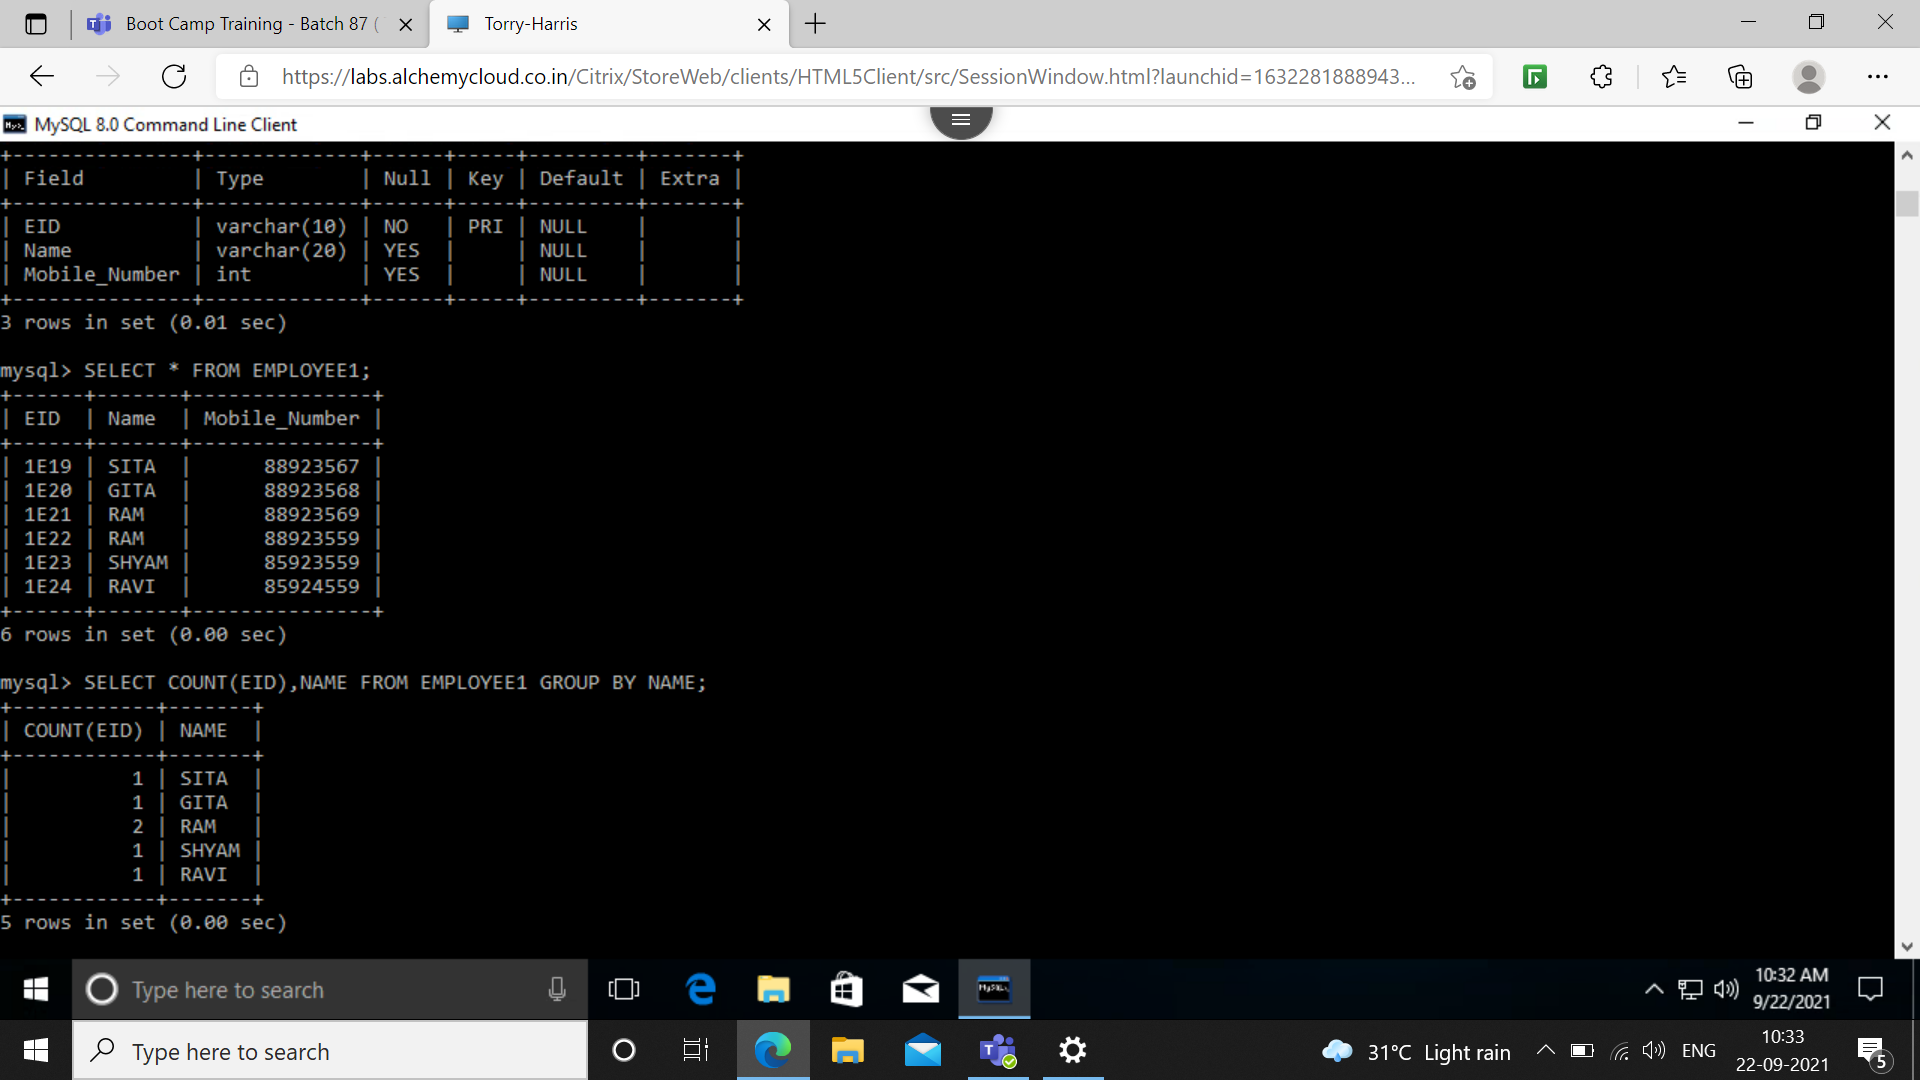 Boot Camp Training - Batch 87 (
Torry-Harris
https://labs.alchemycloud.co.in/Citrix/StoreWeb/clients/HTML5Client/src/SessionWindow.html?launchid=1632281888943...
MySQL 8.0 Command Line Client
+---------------+-------------+------+-----+---------+-------+
| Field         | Type        | Null | Key | Default | Extra |
+---------------+-------------+------+-----+---------+-------+
| EID           | varchar(10) | NO   | PRI | NULL    |       |
| Name          | varchar(20) | YES  |     | NULL    |       |
| Mobile_Number | int         | YES  |     | NULL    |       |
+---------------+-------------+------+-----+---------+-------+
3 rows in set (0.01 sec)
mysql> SELECT * FROM EMPLOYEE1;
+------+-------+---------------+
| EID  | Name  | Mobile_Number |
+------+-------+---------------+
| 1E19 | SITA  |      88923567 |
| 1E20 | GITA  |      88923568 |
| 1E21 | RAM   |      88923569 |
| 1E22 | RAM   |      88923559 |
| 1E23 | SHYAM |      85923559 |
| 1E24 | RAVI  |      85924559 |
+------+-------+---------------+
6 rows in set (0.00 sec)
mysql> SELECT COUNT(EID),NAME FROM EMPLOYEE1 GROUP BY NAME;
+------------+-------+
| COUNT(EID) | NAME  |
+------------+-------+
|          1 | SITA  |
|          1 | GITA  |
|          2 | RAM   |
|          1 | SHYAM |
|          1 | RAVI  |
+------------+-------+
5 rows in set (0.00 sec)
Type here to search
10:32 AM
9/22/2021
Type here to search
31°C Light rain
ENG
10:33
22-09-2021
5